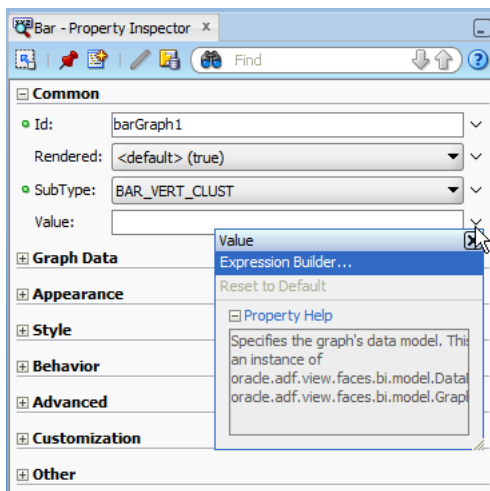 Bar - Property Inspector x
Find
Common
Id: barGraph1
Rendered: <default> (true)
SubType: BAR_VERT_CLUST
Value:
Value
Expression Builder...
Reset to Default
Property Help
Specifies the graph's data model. This
an instance of
oracle.adf.view.faces.bi.model.Data
oracle.adf.view.faces.bi.model.Grap
Graph Data
Appearance
Style
Behavior
Advanced
Customization
Other